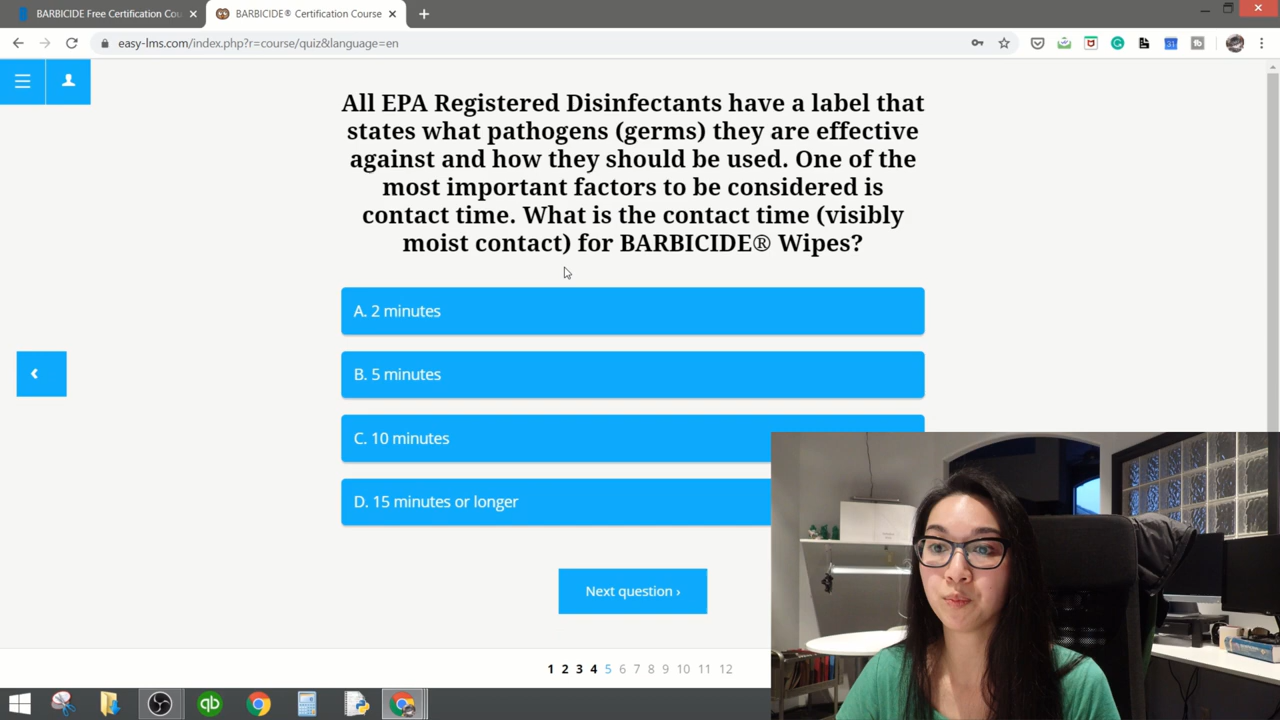 BARBICIDE Free Certification Cou
BARBICIDE® Certification Course
easy-lms.com/index.php?r=course/quiz&language=en
31
All EPA Registered Disinfectants have a label that
states what pathogens (germs) they are effective
against and how they should be used. One of the
most important factors to be considered is
contact time. What is the contact time (visibly
moist contact) for BARBICIDE® Wipes?
A. 2 minutes
B. 5 minutes
C. 10 minutes
D. 15 minutes or longer
Next question ›
1 2 3 4 5 6 7 8 9 10 11 12
qb